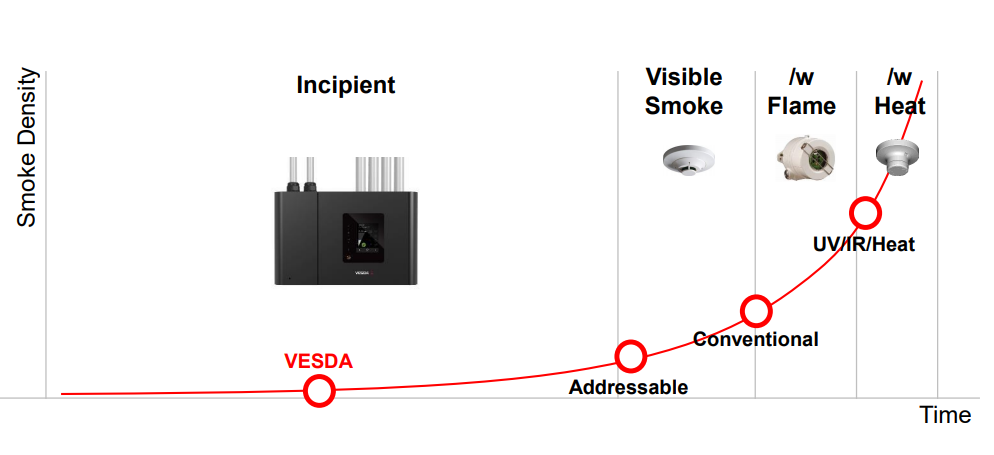 Smoke Density
Incipient
Visible
Smoke
/w
Flame
/w
Heat
VESDA
UV/IR/Heat
Conventional
VESDA
Addressable
Time